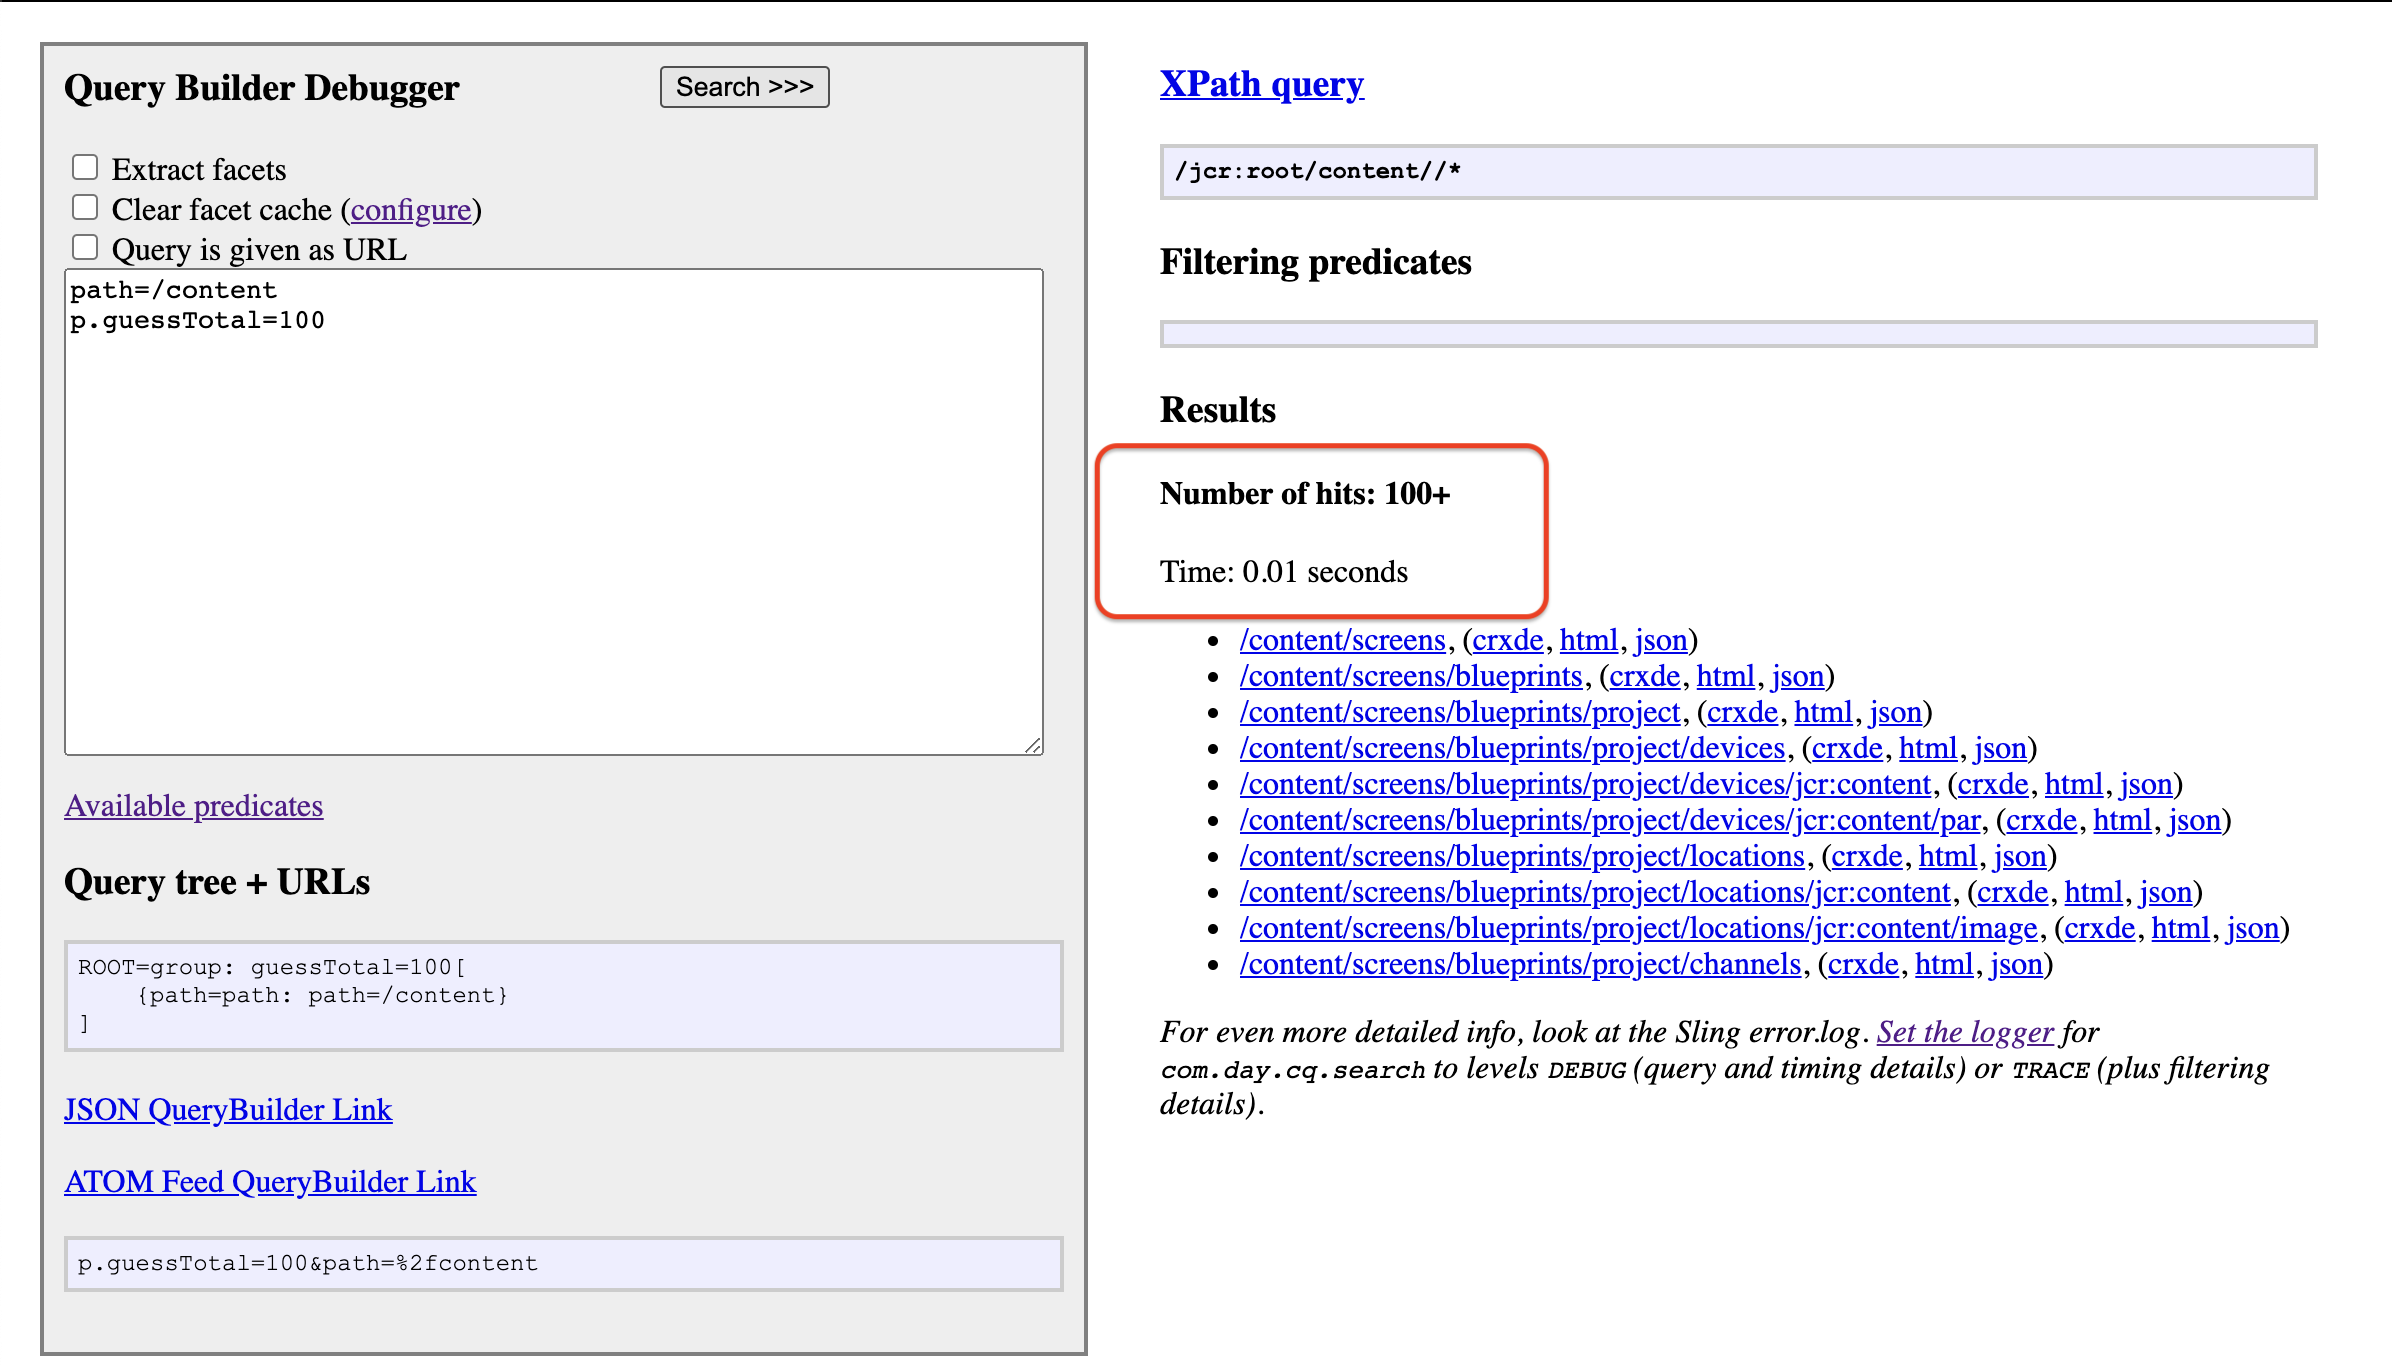 Query Builder Debugger
Search >>>
Extract facets
Clear facet cache (configure)
Query is given as URL
path=/content
p.guessTotal=100
Available predicates
Query tree + URLs
ROOT=group: guessTotal=100[
    {path=path: path=/content}
]
JSON QueryBuilder Link
ATOM Feed QueryBuilder Link
p.guessTotal=100&path=%2fcontent
XPath query
/jcr:root/content//*
Filtering predicates
Results
Number of hits: 100+
Time: 0.01 seconds
• /content/screens, (crxde, html, json)
• /content/screens/blueprints, (crxde, html, json)
• /content/screens/blueprints/project, (crxde, html, json)
• /content/screens/blueprints/project/devices, (crxde, html, json)
• /content/screens/blueprints/project/devices/jcr:content, (crxde, html, json)
• /content/screens/blueprints/project/devices/jcr:content/par, (crxde, html, json)
• /content/screens/blueprints/project/locations, (crxde, html, json)
• /content/screens/blueprints/project/locations/jcr:content, (crxde, html, json)
• /content/screens/blueprints/project/locations/jcr:content/image, (crxde, html, json)
• /content/screens/blueprints/project/channels, (crxde, html, json)
For even more detailed info, look at the Sling error.log. Set the logger for
com.day.cq.search to levels DEBUG (query and timing details) or TRACE (plus filtering
details).